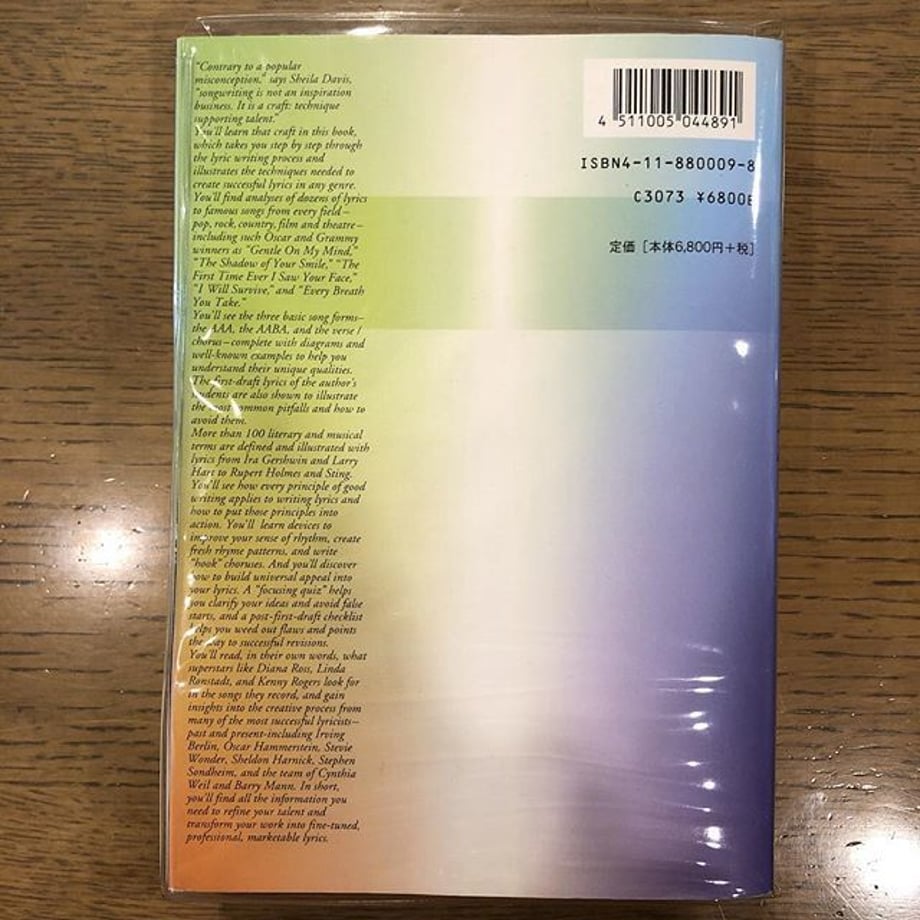 "Contrary to a popular
misconception," says Sheila Davis,
"songwriting is not an inspiration
business. It is a craft: technique
supporting talent."
You'll learn that craft in this book,
which takes you step by step through
the lyric writing process and
illustrates the techniques needed to
create successful lyrics in any genre.
You'll find analyses of dozens of lyrics
to famous songs from every field–
pop, rock, country, film and theatre–
including such Oscar and Grammy
winners as "Gentle On My Mind,"
"The Shadow of Your Smile," "The
First Time Ever I Saw Your Face,"
"I Will Survive," and "Every Breath
You Take."
You'll see the three basic song forms–
the AAA, the AABA, and the verse /
chorus–complete with diagrams and
well-known examples to help you
understand their unique qualities.
The first-draft lyrics of the author's
students are also shown to illustrate
the most common pitfalls and how to
avoid them.
More than 100 literary and musical
terms are defined and illustrated with
lyrics from Ira Gershwin and Larry
Hart to Rupert Holmes and Sting.
You'll see how every principle of good
writing applies to writing lyrics and
how to put those principles into
action. You'll learn devices to
improve your sense of rhythm, create
fresh rhyme patterns, and write
"hook" choruses. And you'll discover
how to build universal appeal into
your lyrics. A "focusing quiz" helps
you clarify your ideas and avoid false
starts, and a post-first-draft checklist
helps you weed out flaws and points
the way to successful revisions.
You'll read, in their own words, what
superstars like Diana Ross, Linda
Ronstadt, and Kenny Rogers look for
in the songs they record, and gain
insights into the creative process from
many of the most successful lyricists–
past and present-including Irving
Berlin, Oscar Hammerstein, Stevie
Wonder, Sheldon Harnick, Stephen
Sondheim, and the team of Cynthia
Weil and Barry Mann. In short,
you'll find all the information you
need to refine your talent and
transform your work into fine-tuned,
professional, marketable lyrics.
4 511005 044891
ISBN4-11-880009-8
C3073 ¥6800E
定価［本体6,800円+税］